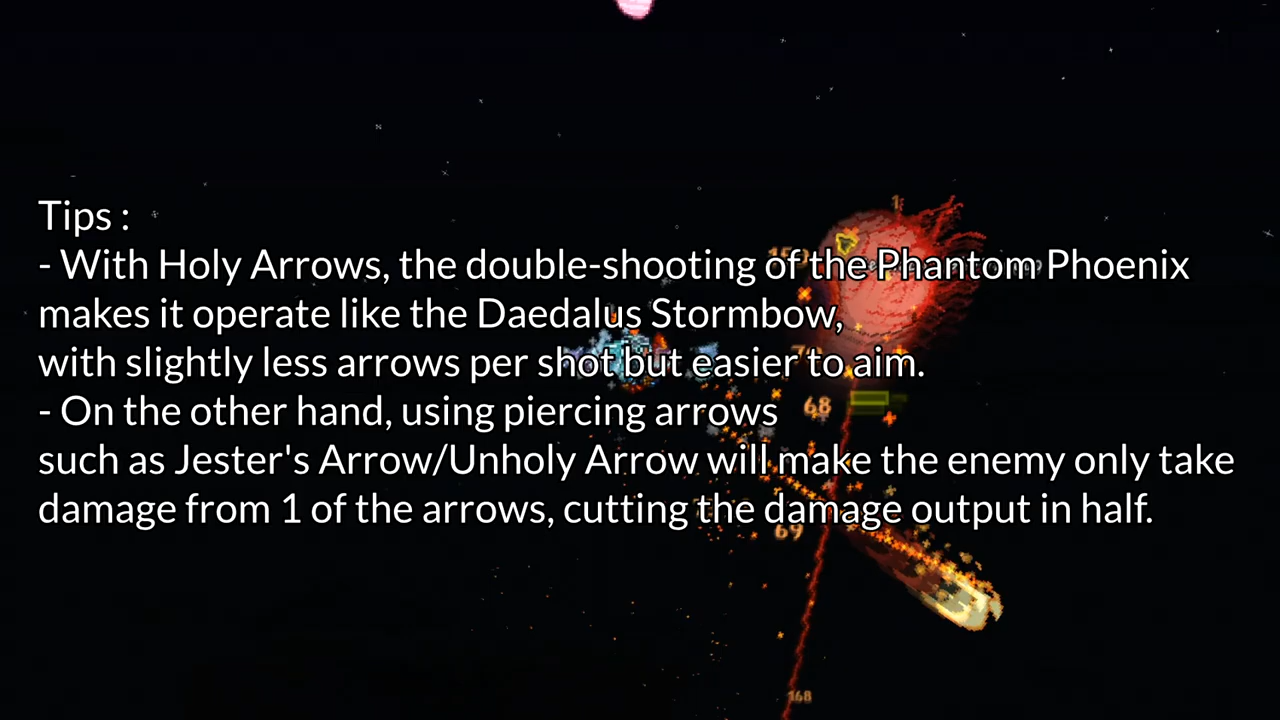 Tips :
- With Holy Arrows, the double-shooting of the Phantom Phoenix
makes it operate like the Daedalus Stormbow,
with slightly less arrows per shot but easier to aim.
- On the other hand, using piercing arrows
68
such as Jester's Arrow/Unholy Arrow will make the enemy only take
damage from 1 of the arrows, cutting the damage output in half.
69
168